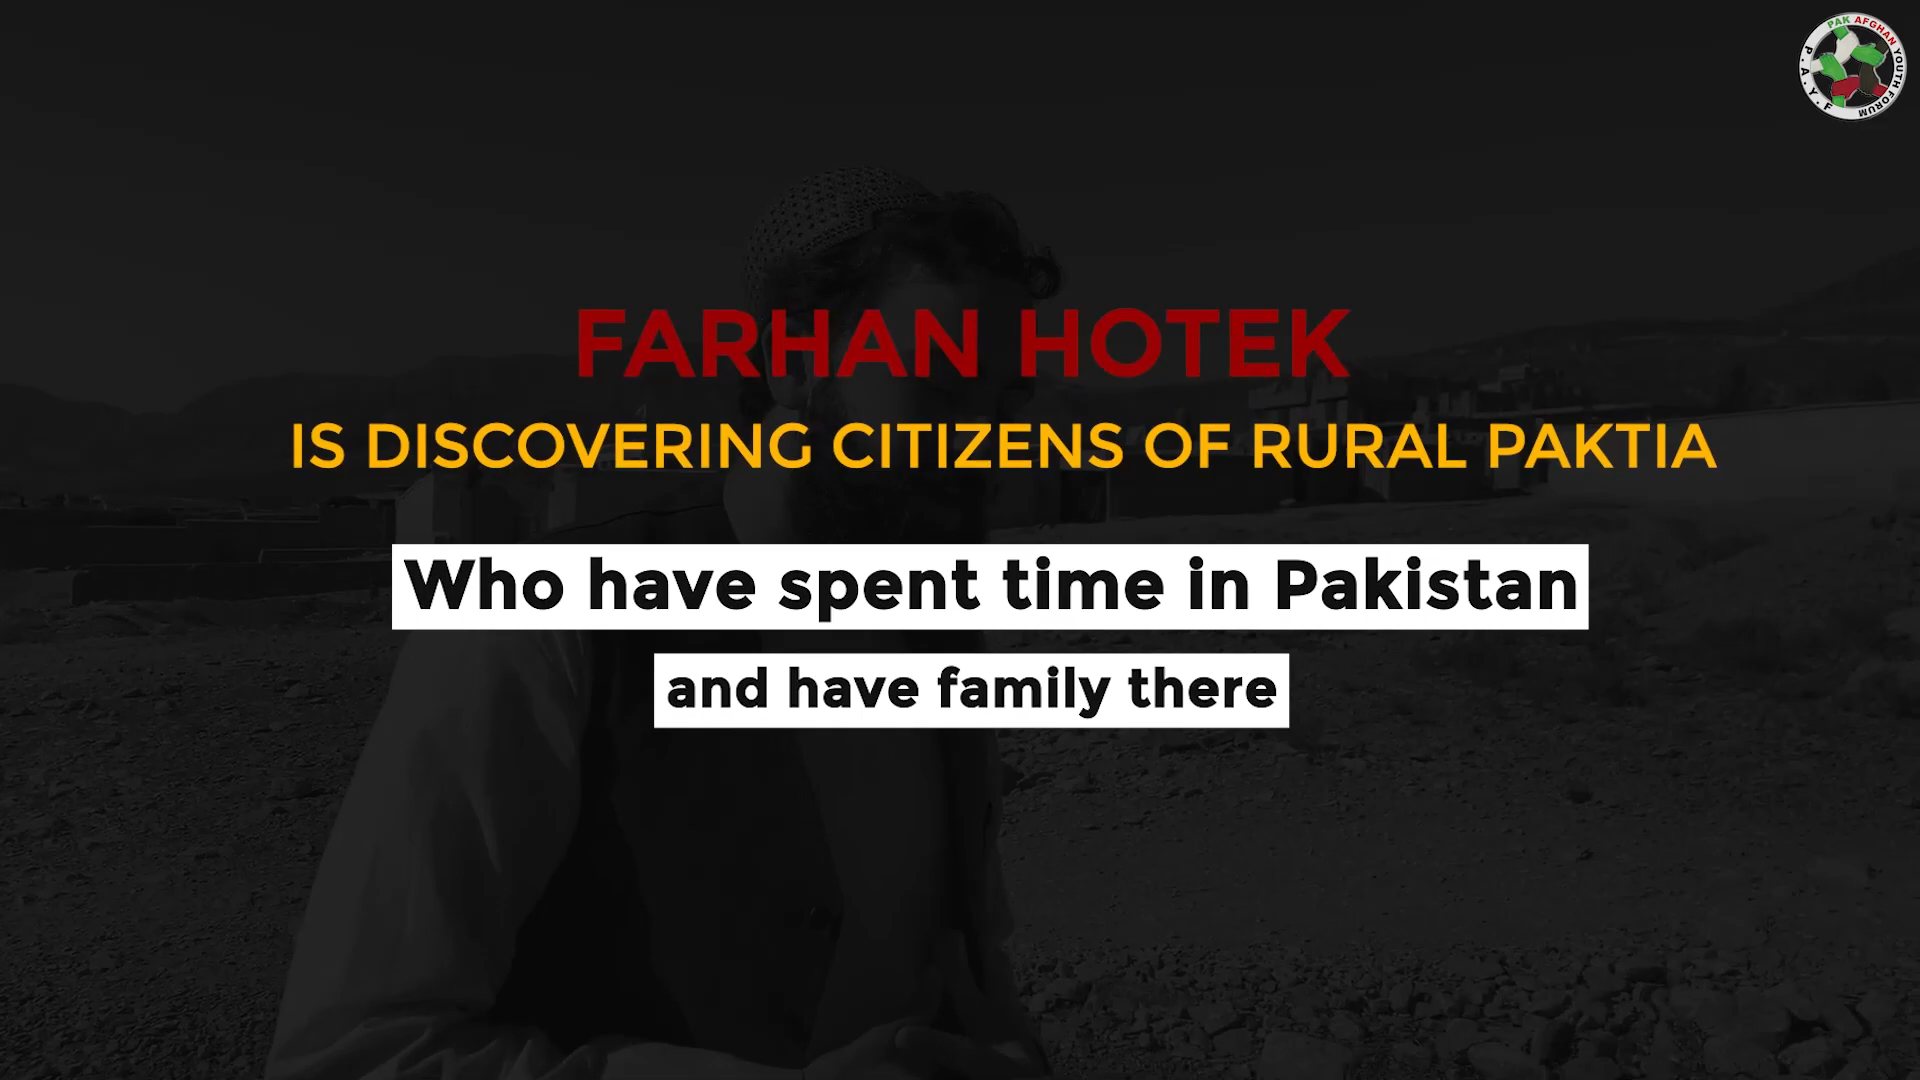 PAK AFGHAN YOUTH FORUM
P.A.Y.F
FARHAN HOTEK
IS DISCOVERING CITIZENS OF RURAL PAKTIA
Who have spent time in Pakistan
and have family there